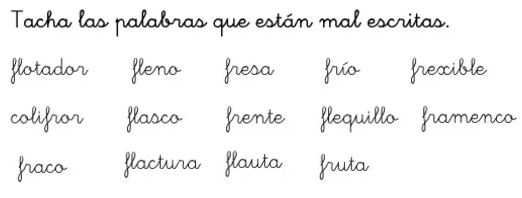 Tacha las palabras que están mal escritas.
flotador fleno fresa frío frexible
colifror flasco frente flequillo framenco
fraco flactura flauta fruta